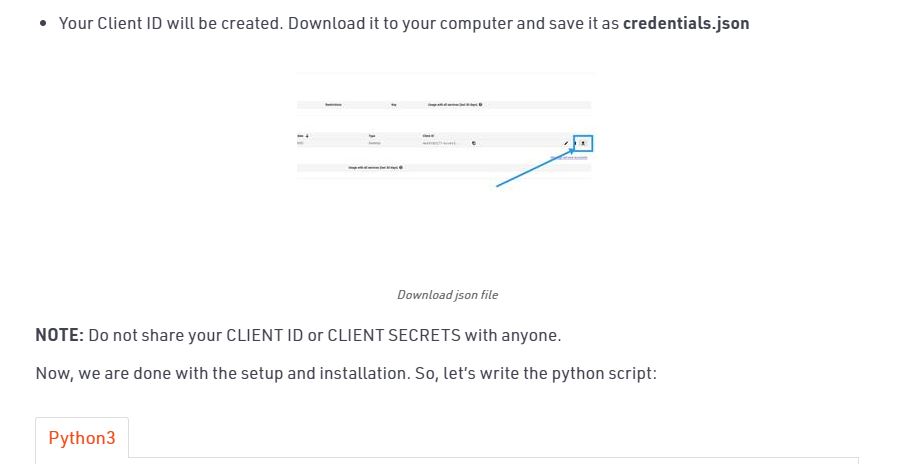 • Your Client ID will be created. Download it to your computer and save it as credentials.json
Restrictions Key Usage with all services (last 30 days)
Type Client ID
Desktop
Usage with all services (last 30 days)
Download json file
NOTE: Do not share your CLIENT ID or CLIENT SECRETS with anyone.
Now, we are done with the setup and installation. So, let’s write the python script:
Python3